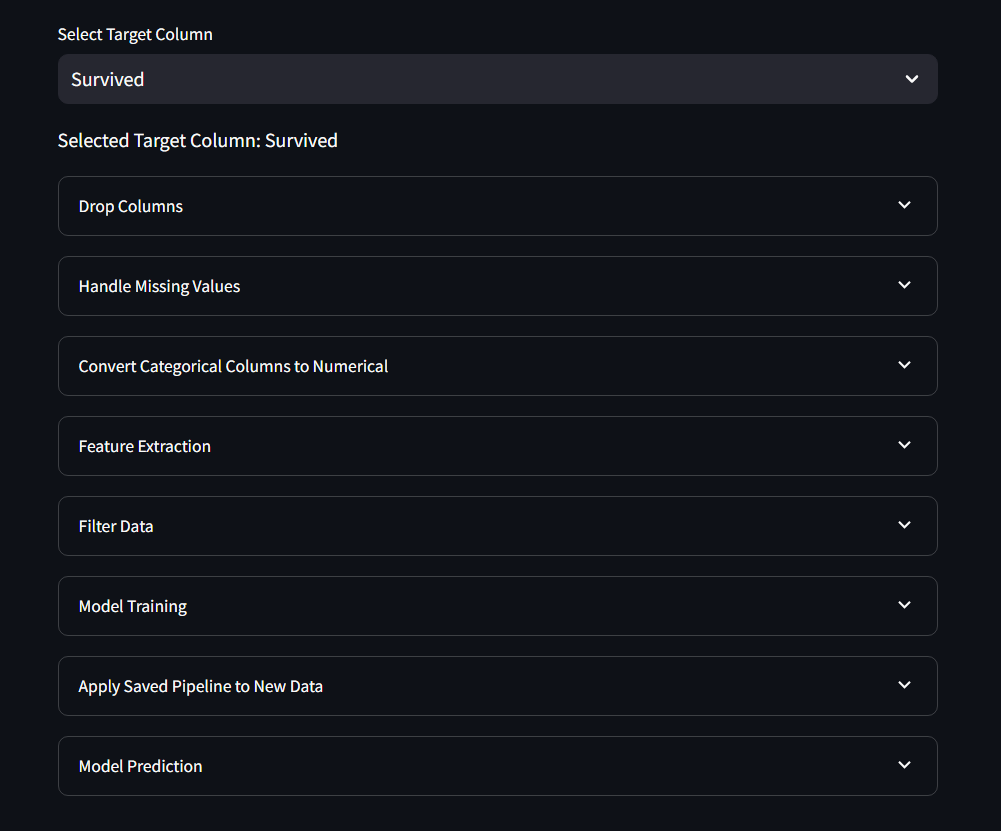 Select Target Column
Survived
Selected Target Column: Survived
Drop Columns
Handle Missing Values
Convert Categorical Columns to Numerical
Feature Extraction
Filter Data
Model Training
Apply Saved Pipeline to New Data
Model Prediction